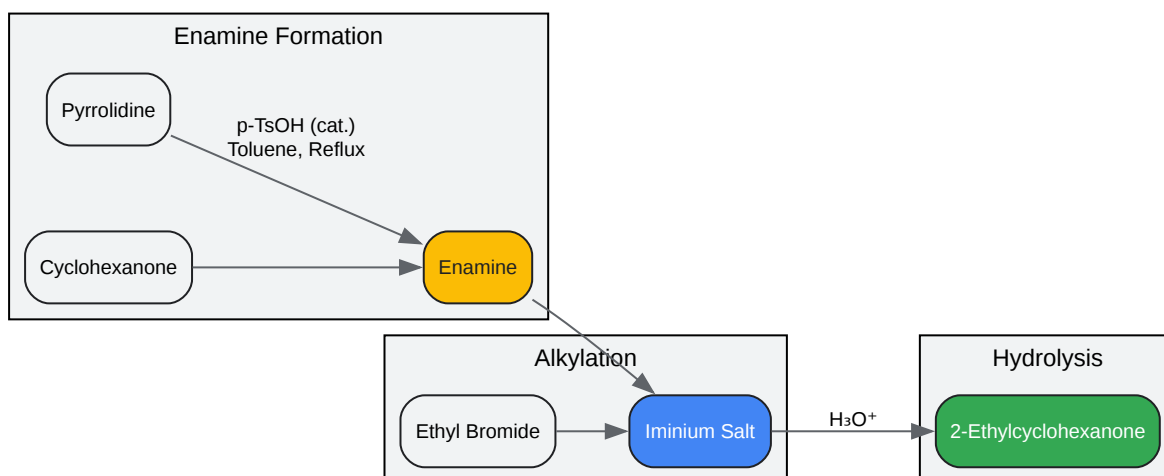 Enamine Formation
Pyrrolidine
p-TsOH (cat.)
Toluene, Reflux
Cyclohexanone
Enamine
Alkylation
Ethyl Bromide
Iminium Salt
H₃O⁺
Hydrolysis
2-Ethylcyclohexanone